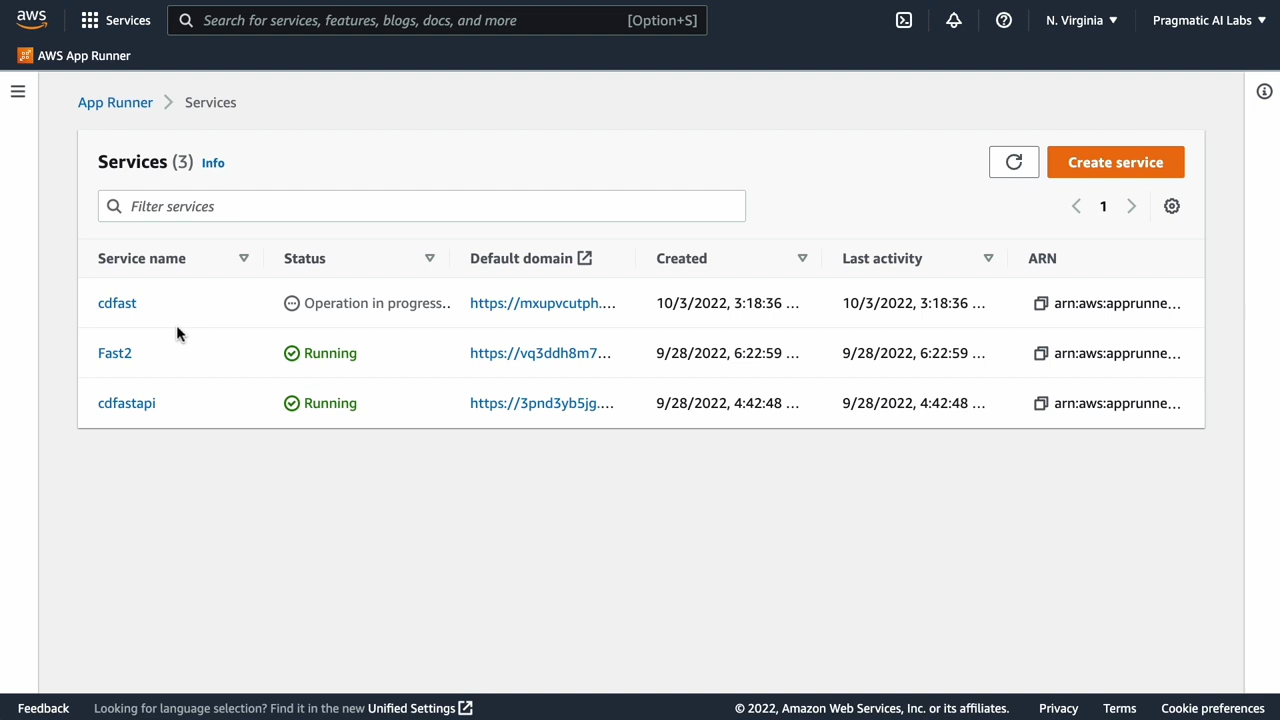 aws
Services
Search for services, features, blogs, docs, and more
[Option+S]
N. Virginia
Pragmatic AI Labs
AWS App Runner
App Runner > Services
Services (3) Info
Create service
Filter services
1
Service name Status Default domain Created Last activity ARN
cdfast Operation in progress.. https://mxupvcutph.... 10/3/2022, 3:18:36 ... 10/3/2022, 3:18:36 ... arn:aws:apprunne...
Fast2 Running https://vq3ddh8m7... 9/28/2022, 6:22:59 ... 9/28/2022, 6:22:59 ... arn:aws:apprunne...
cdfastapi Running https://3pnd3yb5jg.... 9/28/2022, 4:42:48 ... 9/28/2022, 4:42:48 ... arn:aws:apprunne...
Feedback Looking for language selection? Find it in the new Unified Settings © 2022, Amazon Web Services, Inc. or its affiliates. Privacy Terms Cookie preferences